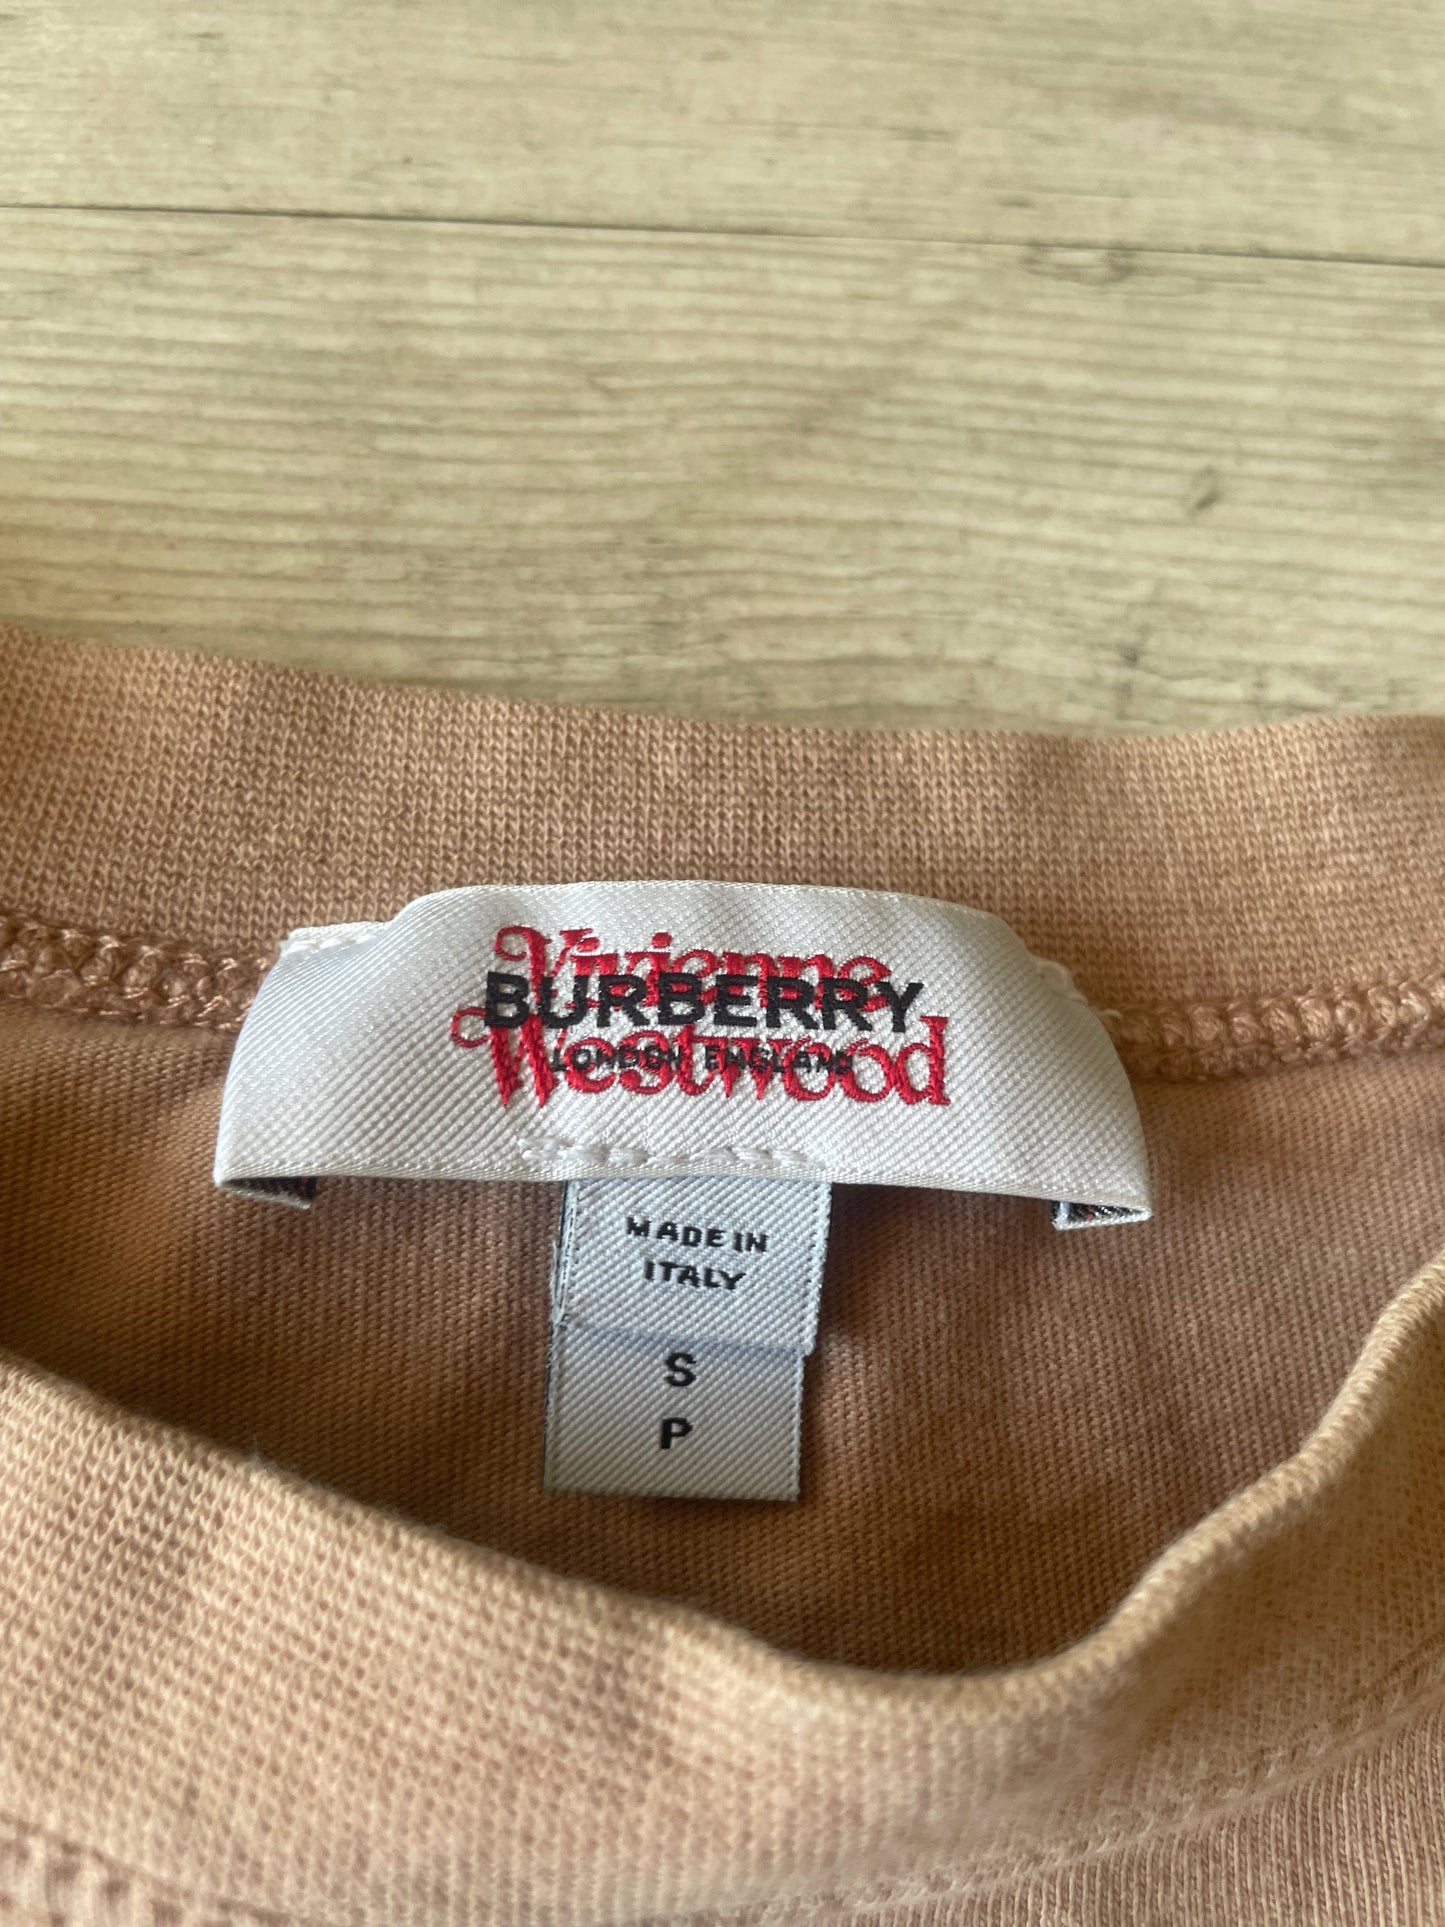 Vivienne
BURBERRY
Westwood
LONDON ENGLAND
MADE IN
ITALY
S
P